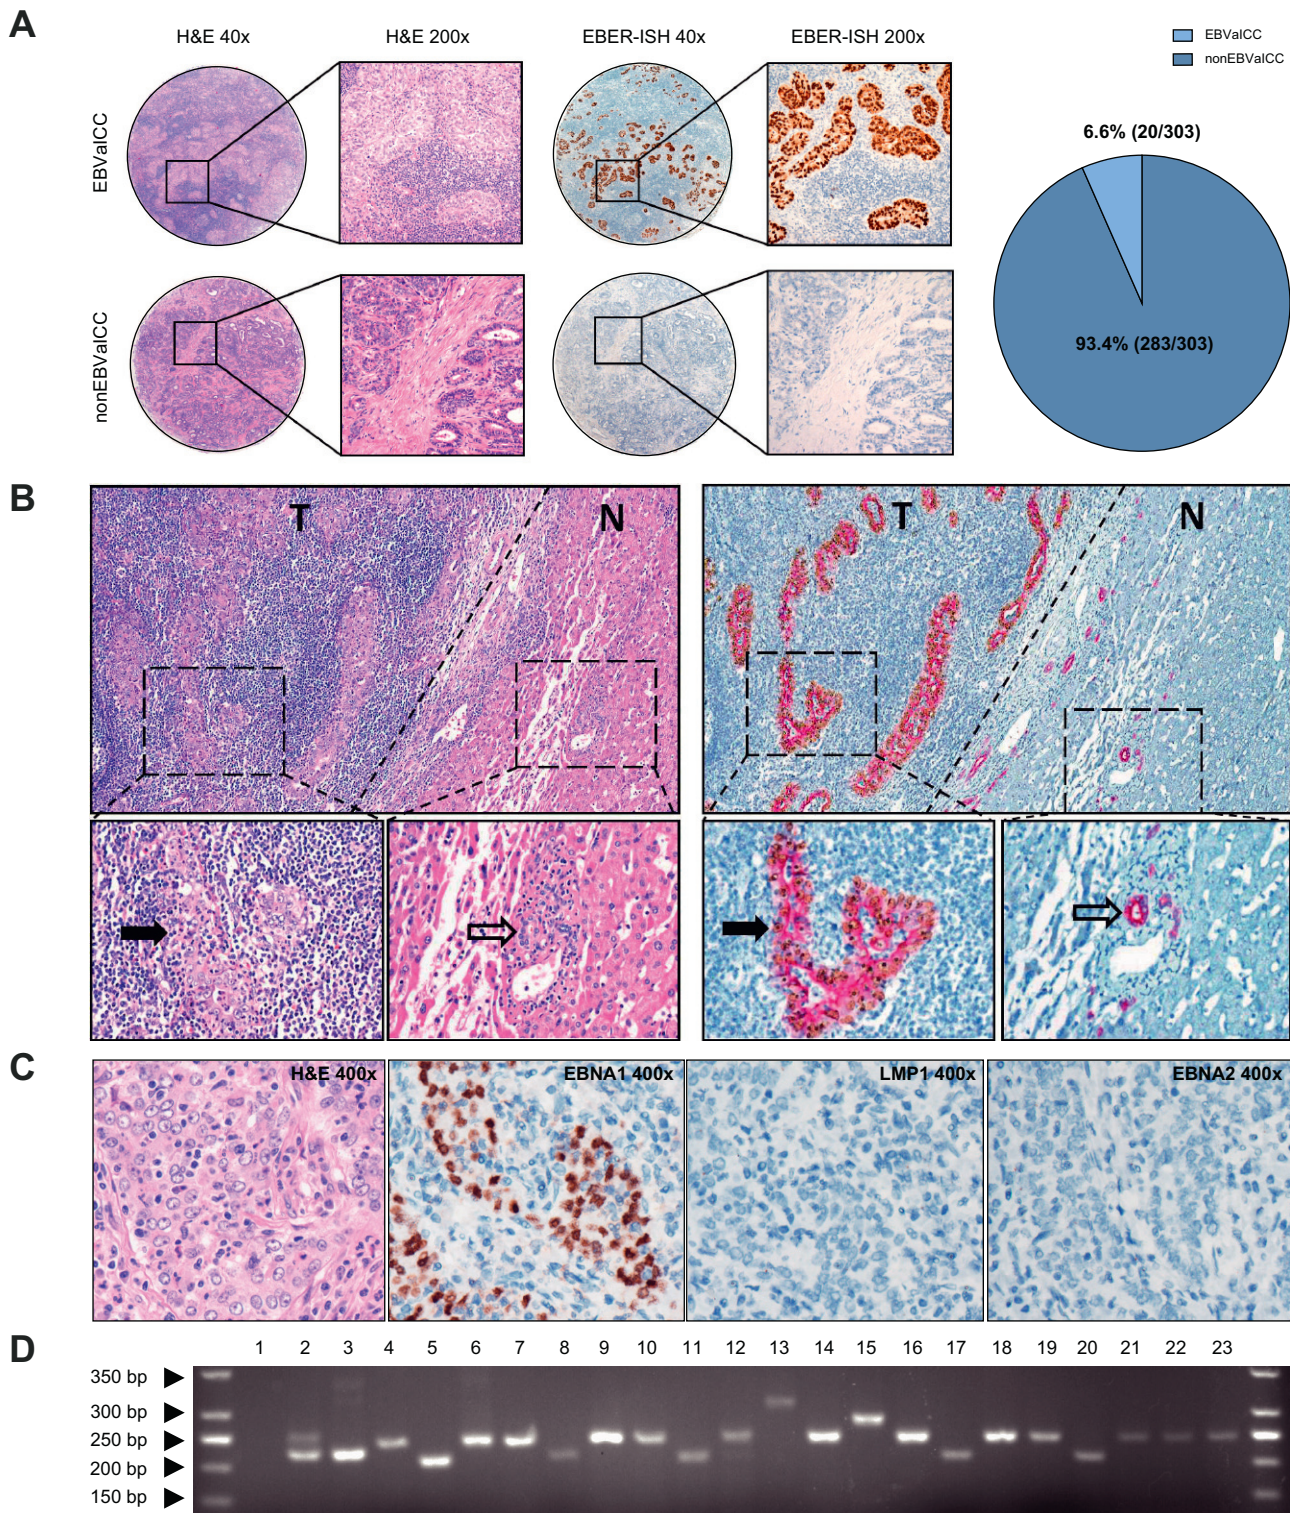 A
H&E 40x
H&E 200x
EBER-ISH 40x
EBER-ISH 200x
EBVaICC
nonEBVaICC
EBVaICC
nonEBVaICC
6.6% (20/303)
93.4% (283/303)
B
T
N
T
N
C
H&E 400x
EBNA1 400x
LMP1 400x
EBNA2 400x
D
1 2 3 4 5 6 7 8 9 10 11 12 13 14 15 16 17 18 19 20 21 22 23
350 bp
300 bp
250 bp
200 bp
150 bp